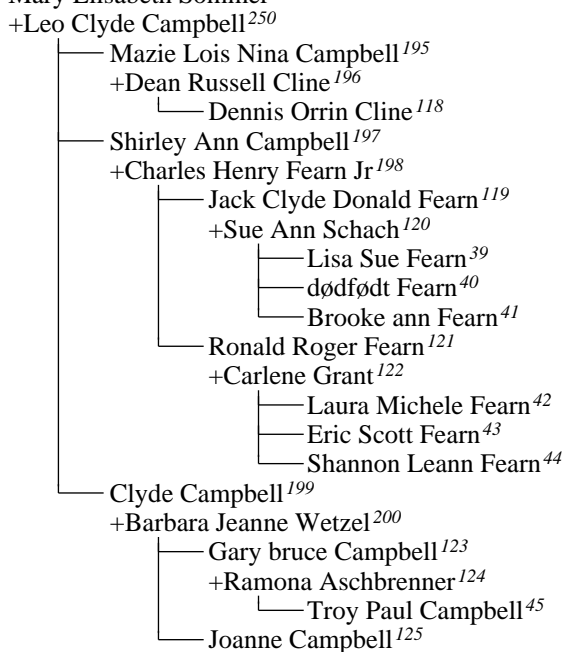 Mary Elisabeth Sommer
+Leo Clyde Campbell250
Mazie Lois Nina Campbell195
+Dean Russell Cline196
Dennis Orrin Cline118
Shirley Ann Campbell197
+Charles Henry Fearn Jr198
Jack Clyde Donald Fearn119
+Sue Ann Schach120
Lisa Sue Fearn39
dødfødt Fearn40
Brooke ann Fearn41
Ronald Roger Fearn121
+Carlene Grant122
Laura Michele Fearn42
Eric Scott Fearn43
Shannon Leann Fearn44
Clyde Campbell199
+Barbara Jeanne Wetzel200
Gary bruce Campbell123
+Ramona Aschbrenner124
Troy Paul Campbell45
Joanne Campbell125